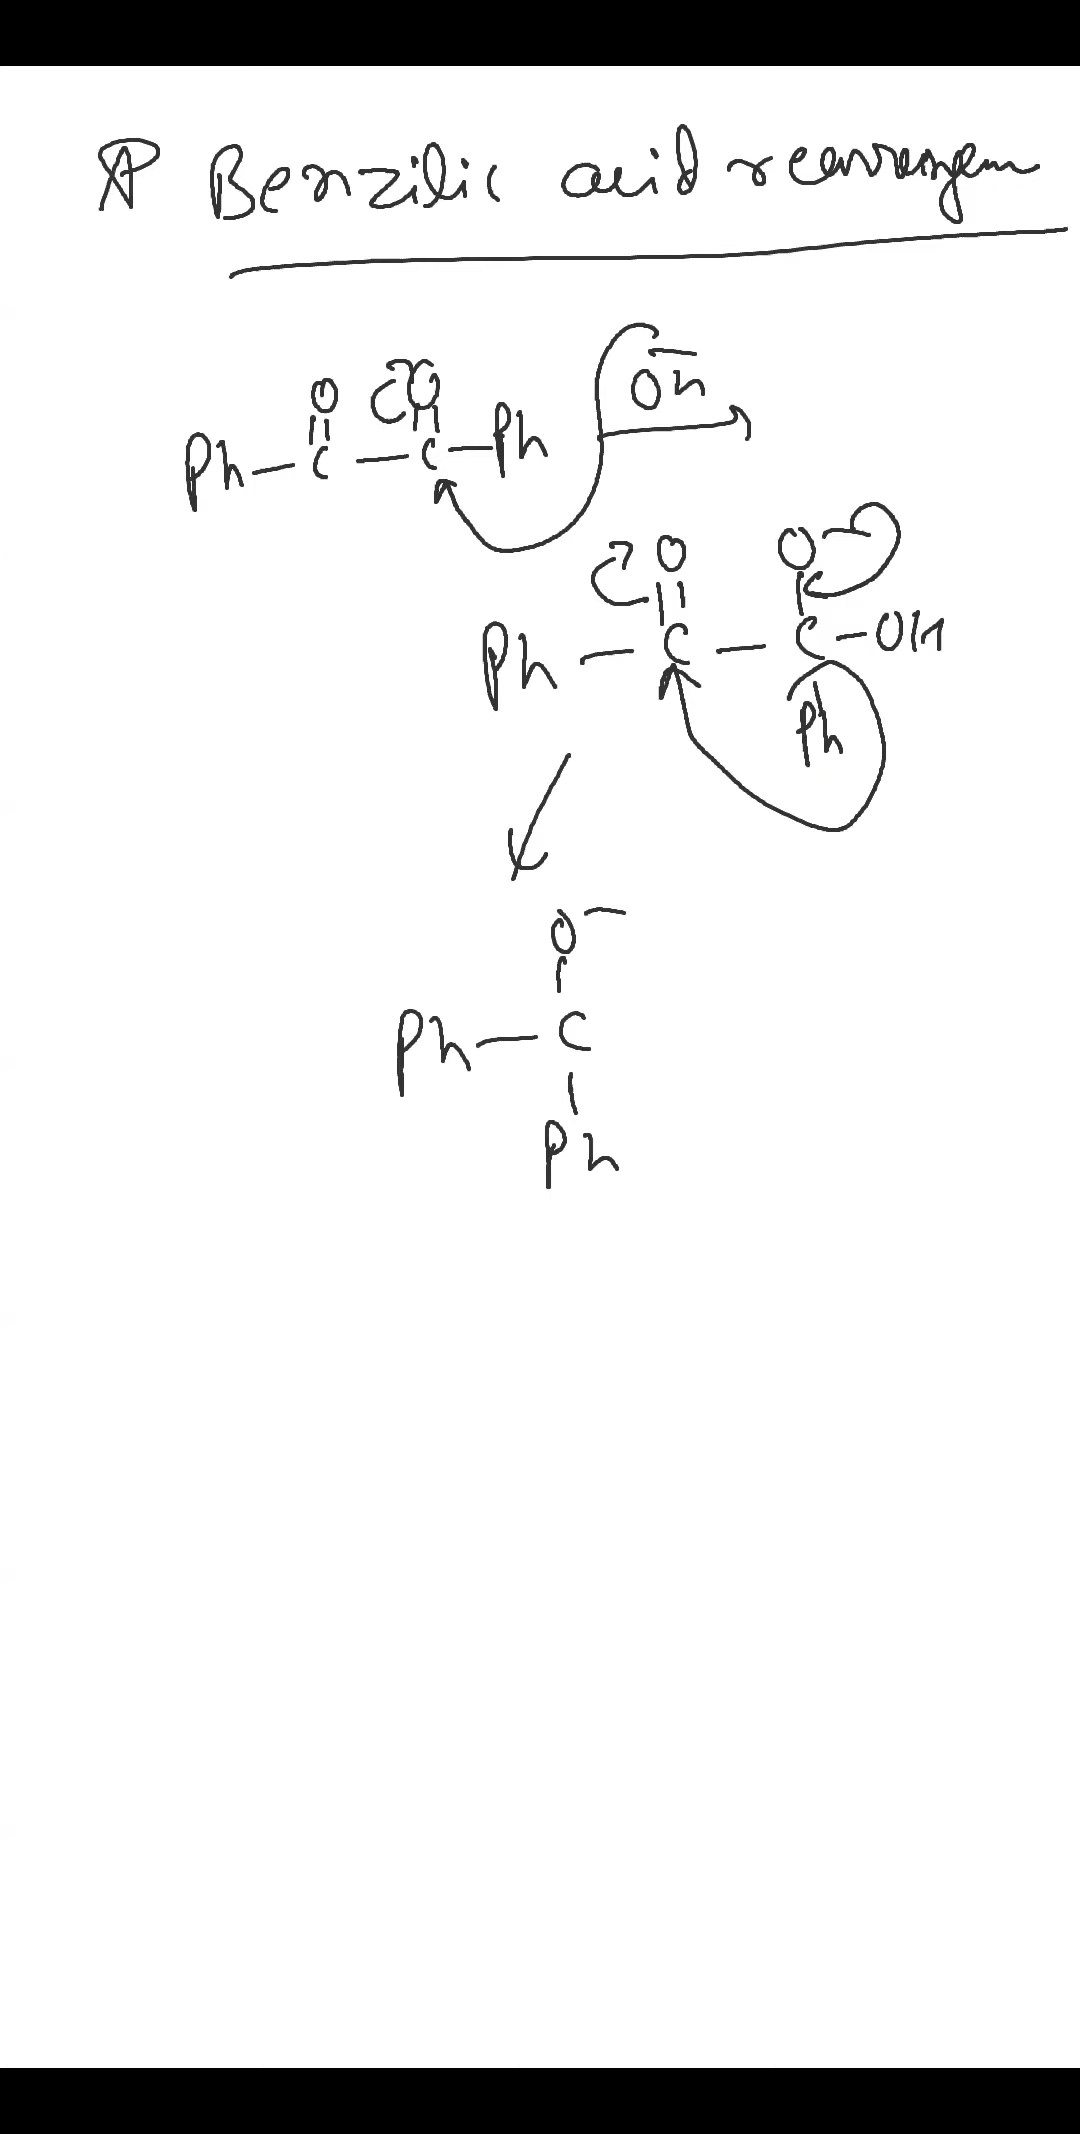 Benzilic acid rearrangem
O O
Ph-C-C-Ph OH
O O-
Ph-C-C-OH
Ph
O-
Ph-C
Ph